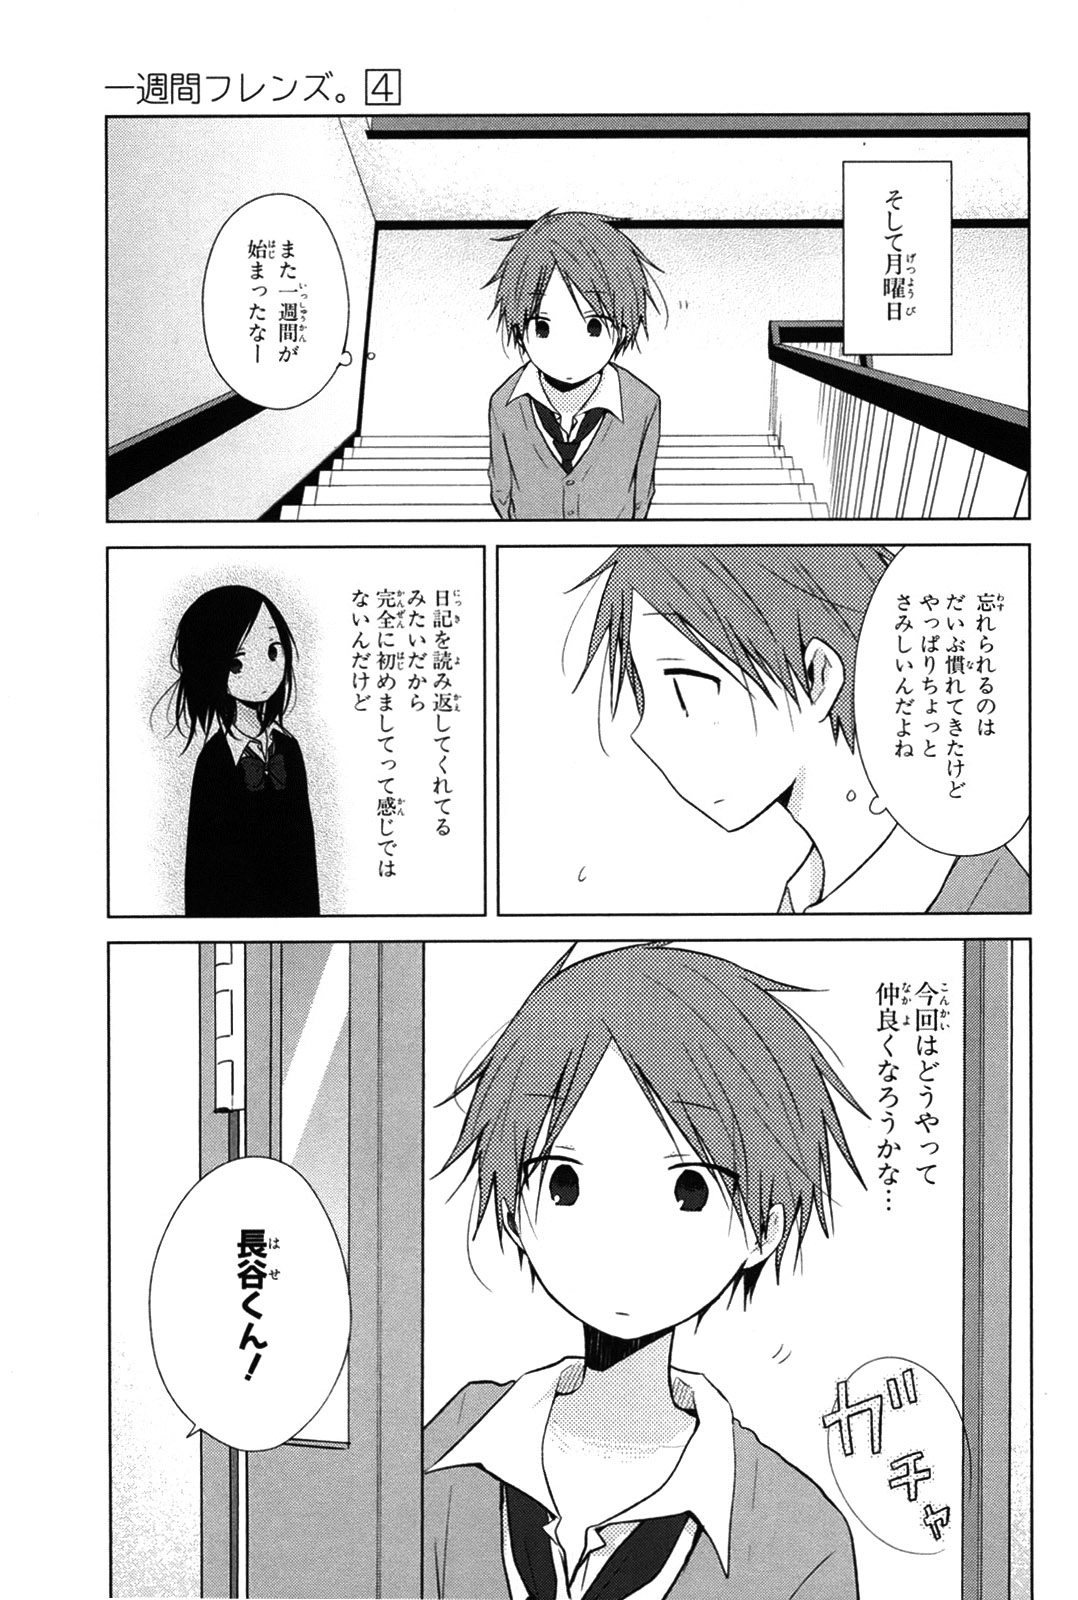 一週間フレンズ。4
そして月曜日
また一週間が
始まったなー
忘れられるのは
だいぶ慣れてきたけど
やっぱりちょっと
さみしいんだよね
日記を読み返してくれてる
みたいだから
完全に初めましてって感じでは
ないんだけど
今回はどうやって
仲良くなろうかな…
ガチャ
長谷くん！